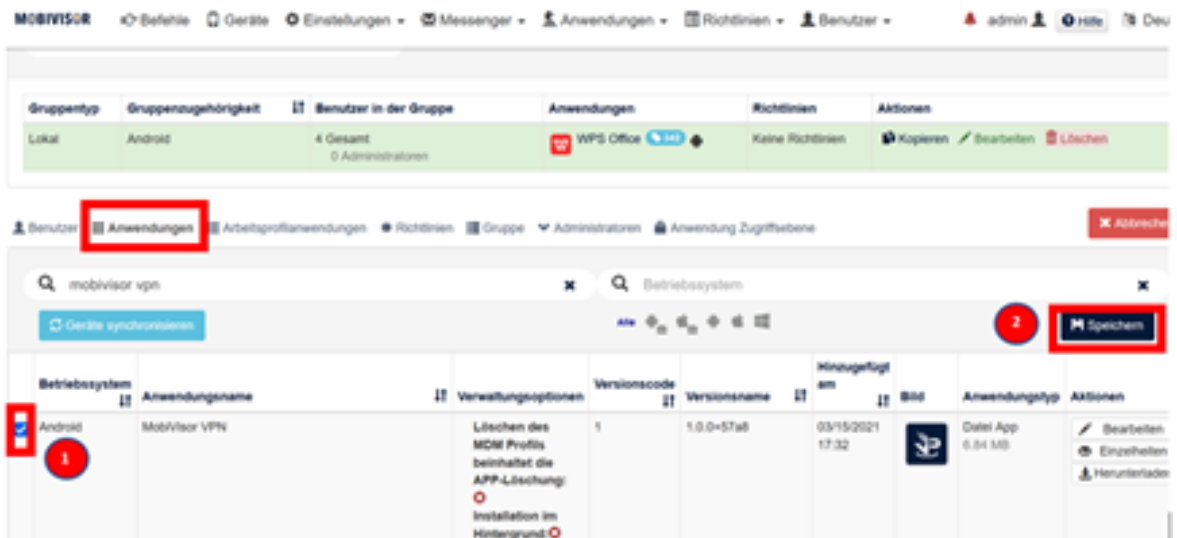 MOBIVISOR Befehle Geräte Einstellungen Messenger Anwendungen Richtlinien Benutzer admin Hilfe Deu
Gruppentyp Gruppenzugehörigkeit Benutzer in der Gruppe Anwendungen Richtlinien Aktionen
Lokal Android 4 Gesamt WPS Office Keine Richtlinien Kopieren Bearbeiten Löschen
0 Administratoren
Benutzer Anwendungen Arbeitsprofilanwendungen Richtlinien Gruppe Administratoren Anwendung Zugriffsebene Abbreche
mobivisor vpn Betriebssystem
Geräte synchronisieren Alle 2 Speichern
Hinzugefügt
Betriebssystem Versionscode am
Anwendungsname Verwaltungsoptionen Versionsname Bild Anwendungstyp Aktionen
Android MobiVisor VPN Löschen des 1 1.0.0+57a8 03/15/2021 Datei App Bearbeiten
MDM Profils 17:32 6.84 MB
1 beinhaltet die Einzelheiten
APP-Löschung: Herunterladen
Installation im
Hintergrund: